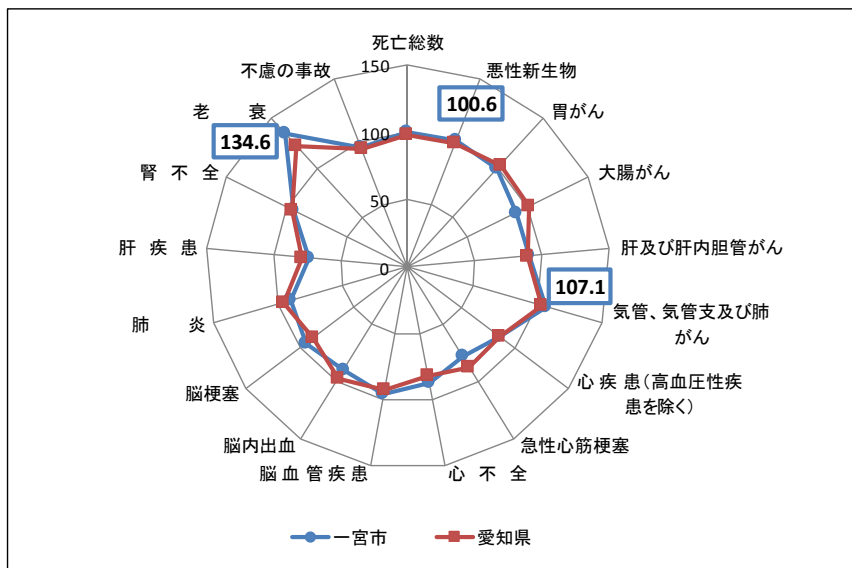 死亡総数
150
不慮の事故
悪性新生物
100.6
老 衰
胃がん
134.6
100
腎 不 全
大腸がん
50
肝 疾 患
肝及び肝内胆管がん
0
107.1
肺 炎
気管、気管支及び肺
がん
脳梗塞
心 疾 患(高血圧性疾
患を除く)
脳内出血
急性心筋梗塞
脳 血 管 疾 患
心 不 全
一宮市
愛知県